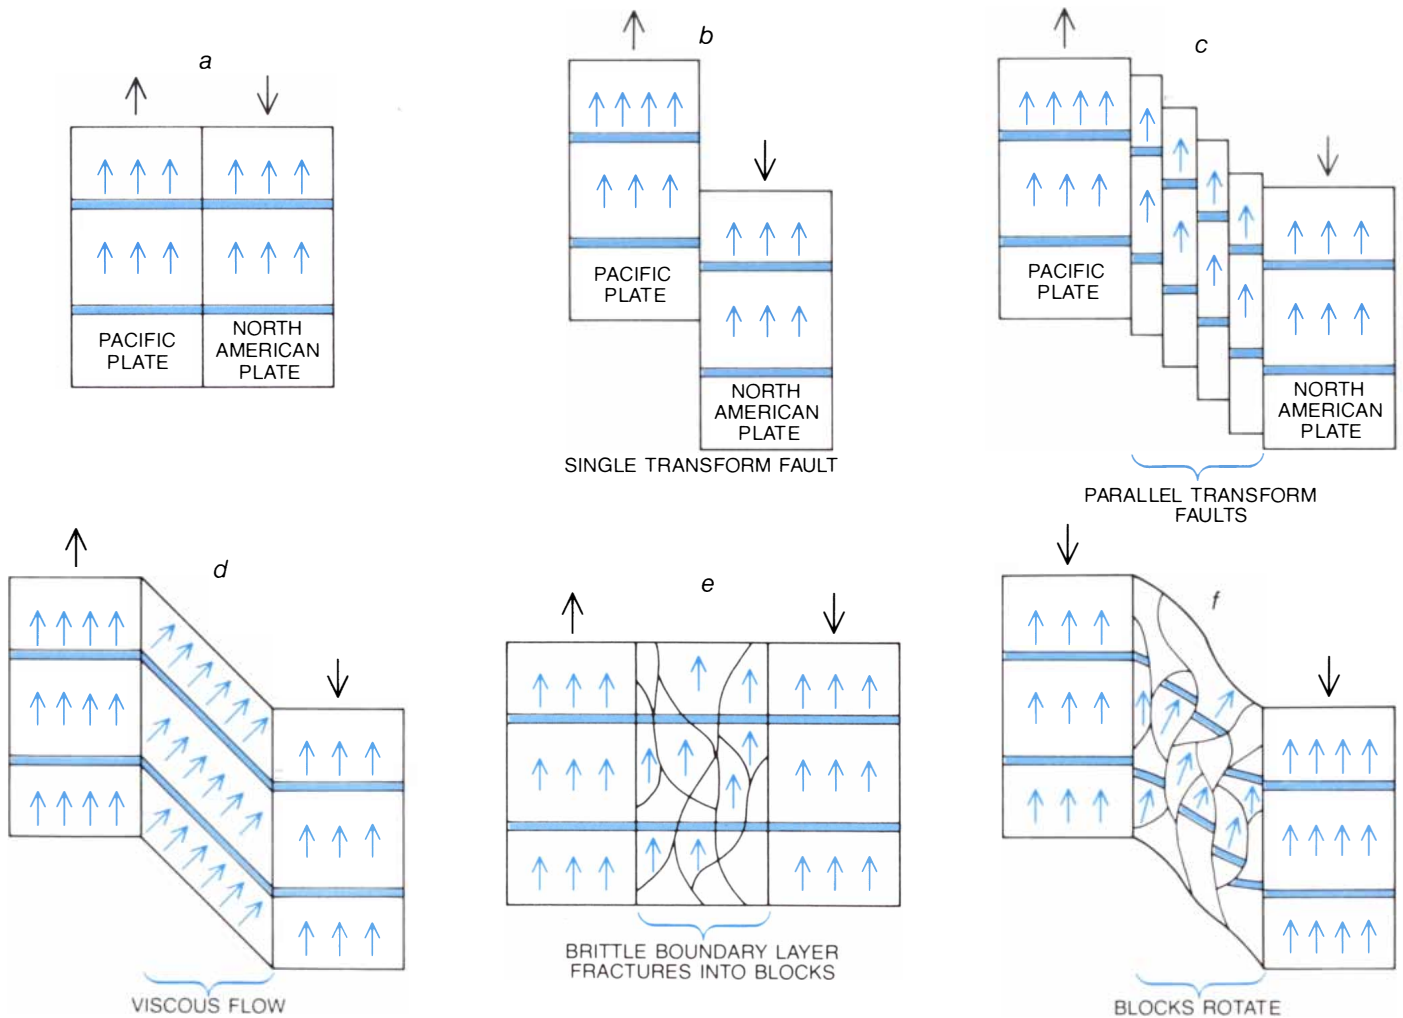 a
PACIFIC
PLATE
NORTH
AMERICAN
PLATE
b
PACIFIC
PLATE
NORTH
AMERICAN
PLATE
SINGLE TRANSFORM FAULT
c
PACIFIC
PLATE
NORTH
AMERICAN
PLATE
PARALLEL TRANSFORM
FAULTS
d
VISCOUS FLOW
e
BRITTLE BOUNDARY LAYER
FRACTURES INTO BLOCKS
f
BLOCKS ROTATE